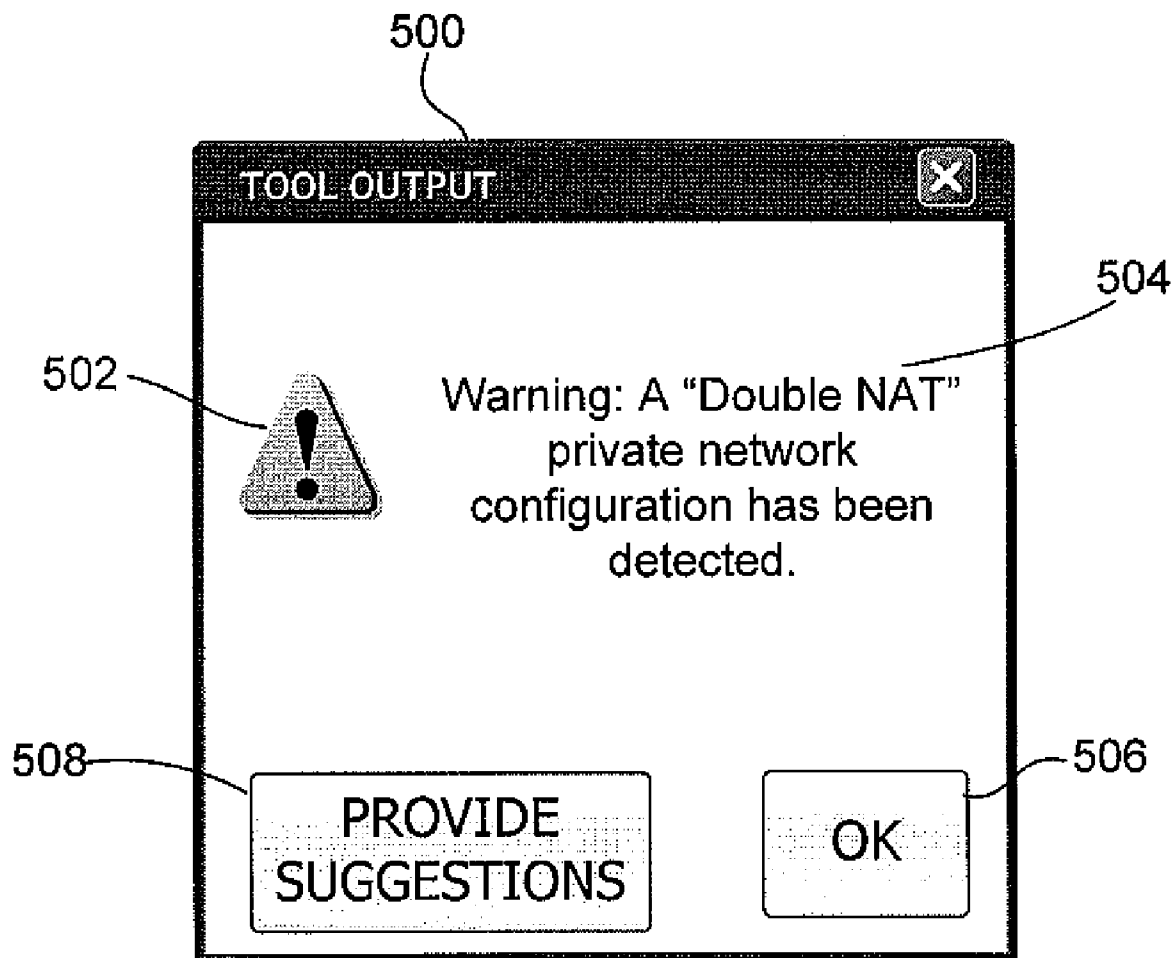 500
TOOL OUTPUT
504
502
Warning: A “Double NAT”
private network
configuration has been
detected.
508
506
PROVIDE
SUGGESTIONS
OK